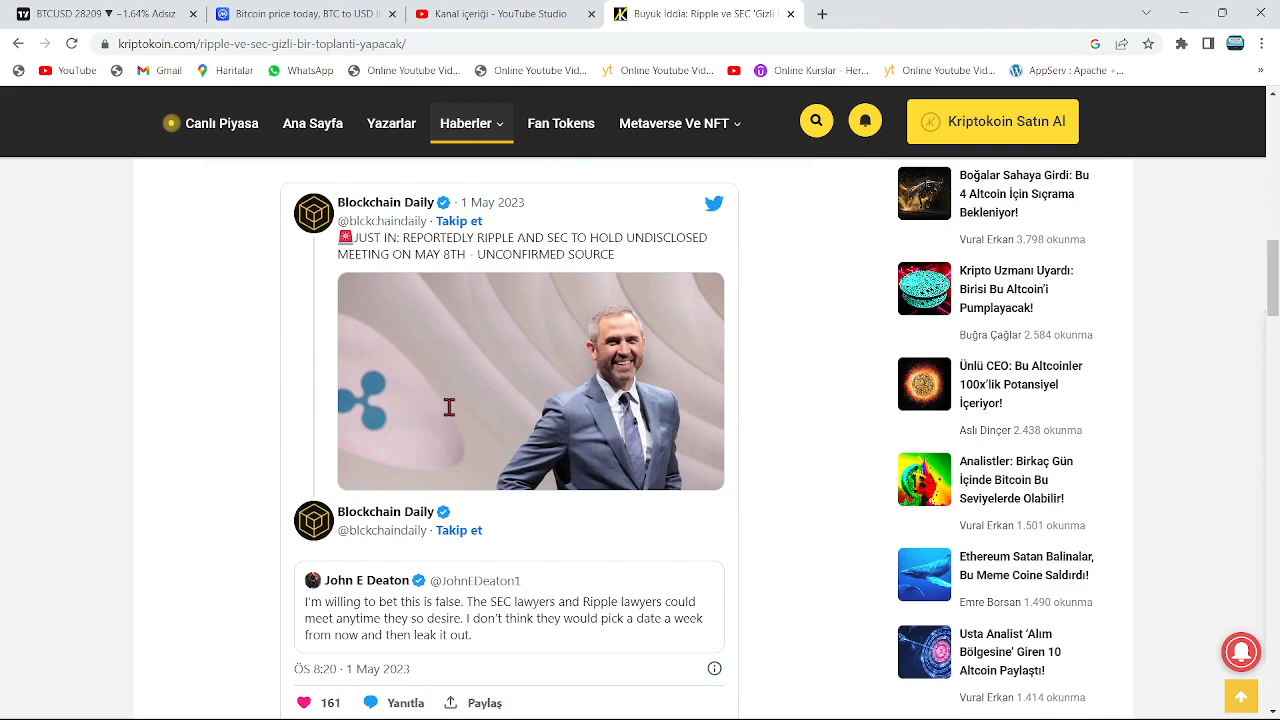 BTCUSD 28209 ▼ −1.64% Adsız
Bitcoin price today, BTC to USD li
Kanal içeriği - YouTube Studio
Büyük İddia: Ripple ve SEC 'Gizli
kriptokoin.com/ripple-ve-sec-gizli-bir-toplanti-yapacak/
YouTube
Gmail
Haritalar
WhatsApp
Online Youtube Vid...
Online Youtube Vid...
Online Youtube Vid...
Online Kurslar - Her...
Online Youtube Vid...
AppServ : Apache +...
»
Canlı Piyasa
Ana Sayfa
Yazarlar
Haberler
Fan Tokens
Metaverse Ve NFT
Kriptokoin Satın Al
Blockchain Daily · 1 May 2023
@blckchaindaily · Takip et
🚨JUST IN: REPORTEDLY RIPPLE AND SEC TO HOLD UNDISCLOSED
MEETING ON MAY 8TH - UNCONFIRMED SOURCE
Blockchain Daily
@blckchaindaily · Takip et
John E Deaton @JohnEDeaton1
I'm willing to bet this is false. The SEC lawyers and Ripple lawyers could
meet anytime they so desire. I don't think they would pick a date a week
from now and then leak it out.
ÖS 8:20 · 1 May 2023
161
Yanıtla
Paylaş
Boğalar Sahaya Girdi: Bu
4 Altcoin İçin Sıçrama
Bekleniyor!
Vural Erkan 3.798 okunma
Kripto Uzmanı Uyardı:
Birisi Bu Altcoin'i
Pumplayacak!
Buğra Çağlar 2.584 okunma
Ünlü CEO: Bu Altcoinler
100x'lik Potansiyel
İçeriyor!
Aslı Dinçer 2.438 okunma
Analistler: Birkaç Gün
İçinde Bitcoin Bu
Seviyelerde Olabilir!
Vural Erkan 1.501 okunma
Ethereum Satan Balinalar,
Bu Meme Coine Saldırdı!
Emre Borsan 1.490 okunma
Usta Analist 'Alım
Bölgesine' Giren 10
Altcoin Paylaştı!
Vural Erkan 1.414 okunma